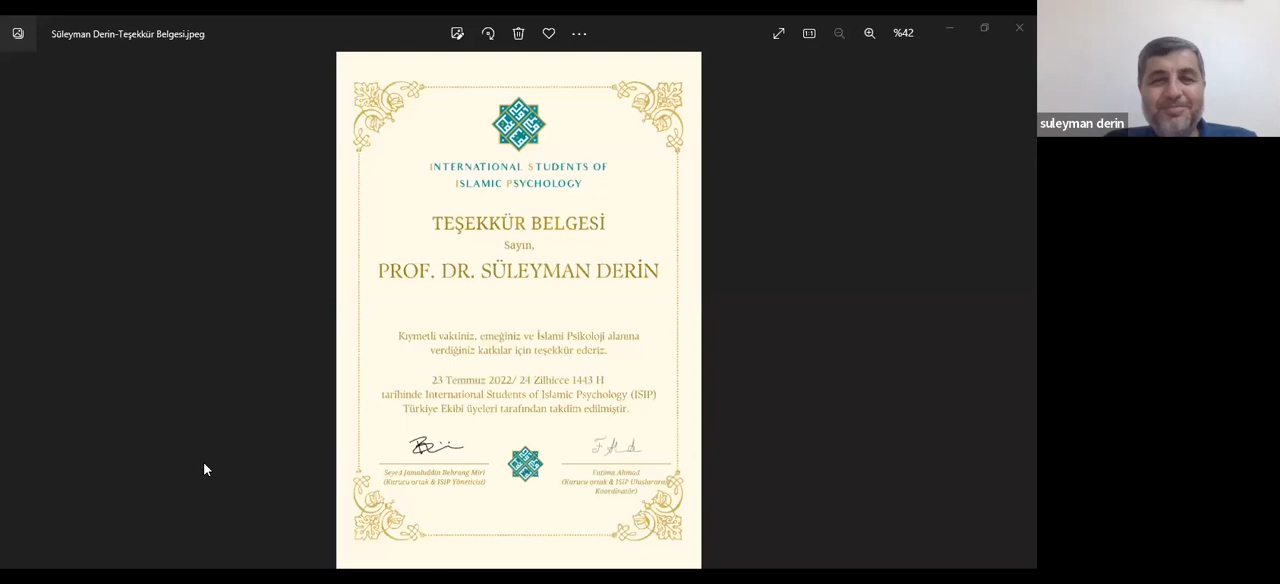 Süleyman Derin-Teşekkür Belgesi.jpeg
%42
suleyman derin
INTERNATIONAL STUDENTS OF
ISLAMIC PSYCHOLOGY
TEŞEKKÜR BELGESİ
Sayın,
PROF. DR. SÜLEYMAN DERİN
Kıymetli vaktiniz, emeğiniz ve İslami Psikoloji alanına
verdiğiniz katkılar için teşekkür ederiz.
23 Temmuz 2022/ 24 Zilhicce 1443 H
tarihinde International Students of Islamic Psychology (ISIP)
Türkiye Ekibi üyeleri tarafından takdim edilmiştir.
Seyed Jamaluddin Behrang Miri
(Kurucu ortak & ISIP Yöneticisi)
Fatima Ahmad
(Kurucu ortak & ISIP Uluslararası
Koordinatör)